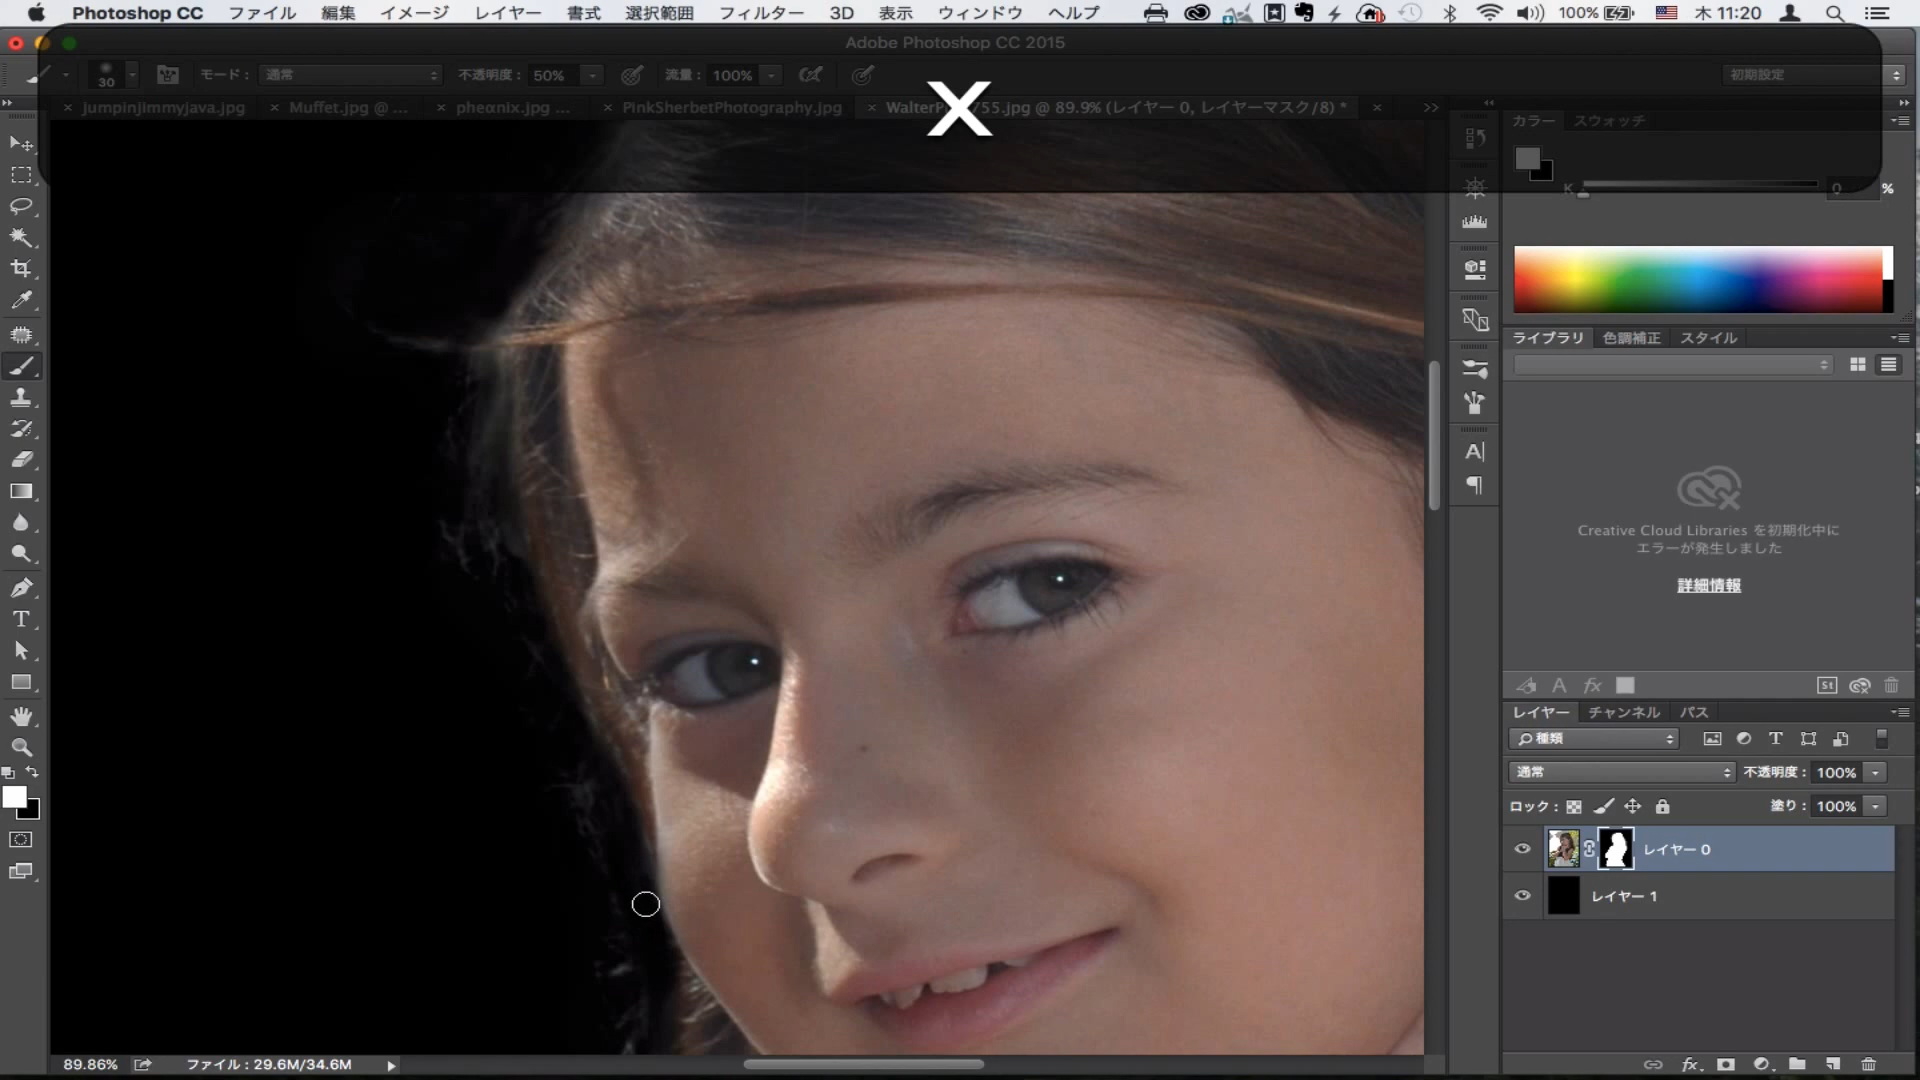 Photoshop CC ファイル 編集 イメージ レイヤー 書式 選択範囲 フィルター 3D 表示 ウィンドウ ヘルプ 100% 木 11:20
Adobe Photoshop CC 2015
30 モード： 通常 不透明度： 50% 流量： 100% 初期設定
X
jumpinjimmyjava.jpg Muffet.jpg @ ... pheαnix.jpg ... PinkSherbetPhotography.jpg 755.jpg @ 89.9% (レイヤー 0, レイヤーマスク/8) *
カラー スウォッチ
K 0 %
ライブラリ 色調補正 スタイル
Creative Cloud Libraries を初期化中に
エラーが発生しました
詳細情報
St
レイヤー チャンネル パス
種類
通常 不透明度： 100%
ロック： 塗り： 100%
レイヤー 0
レイヤー 1
89.86% ファイル：29.6M/34.6M